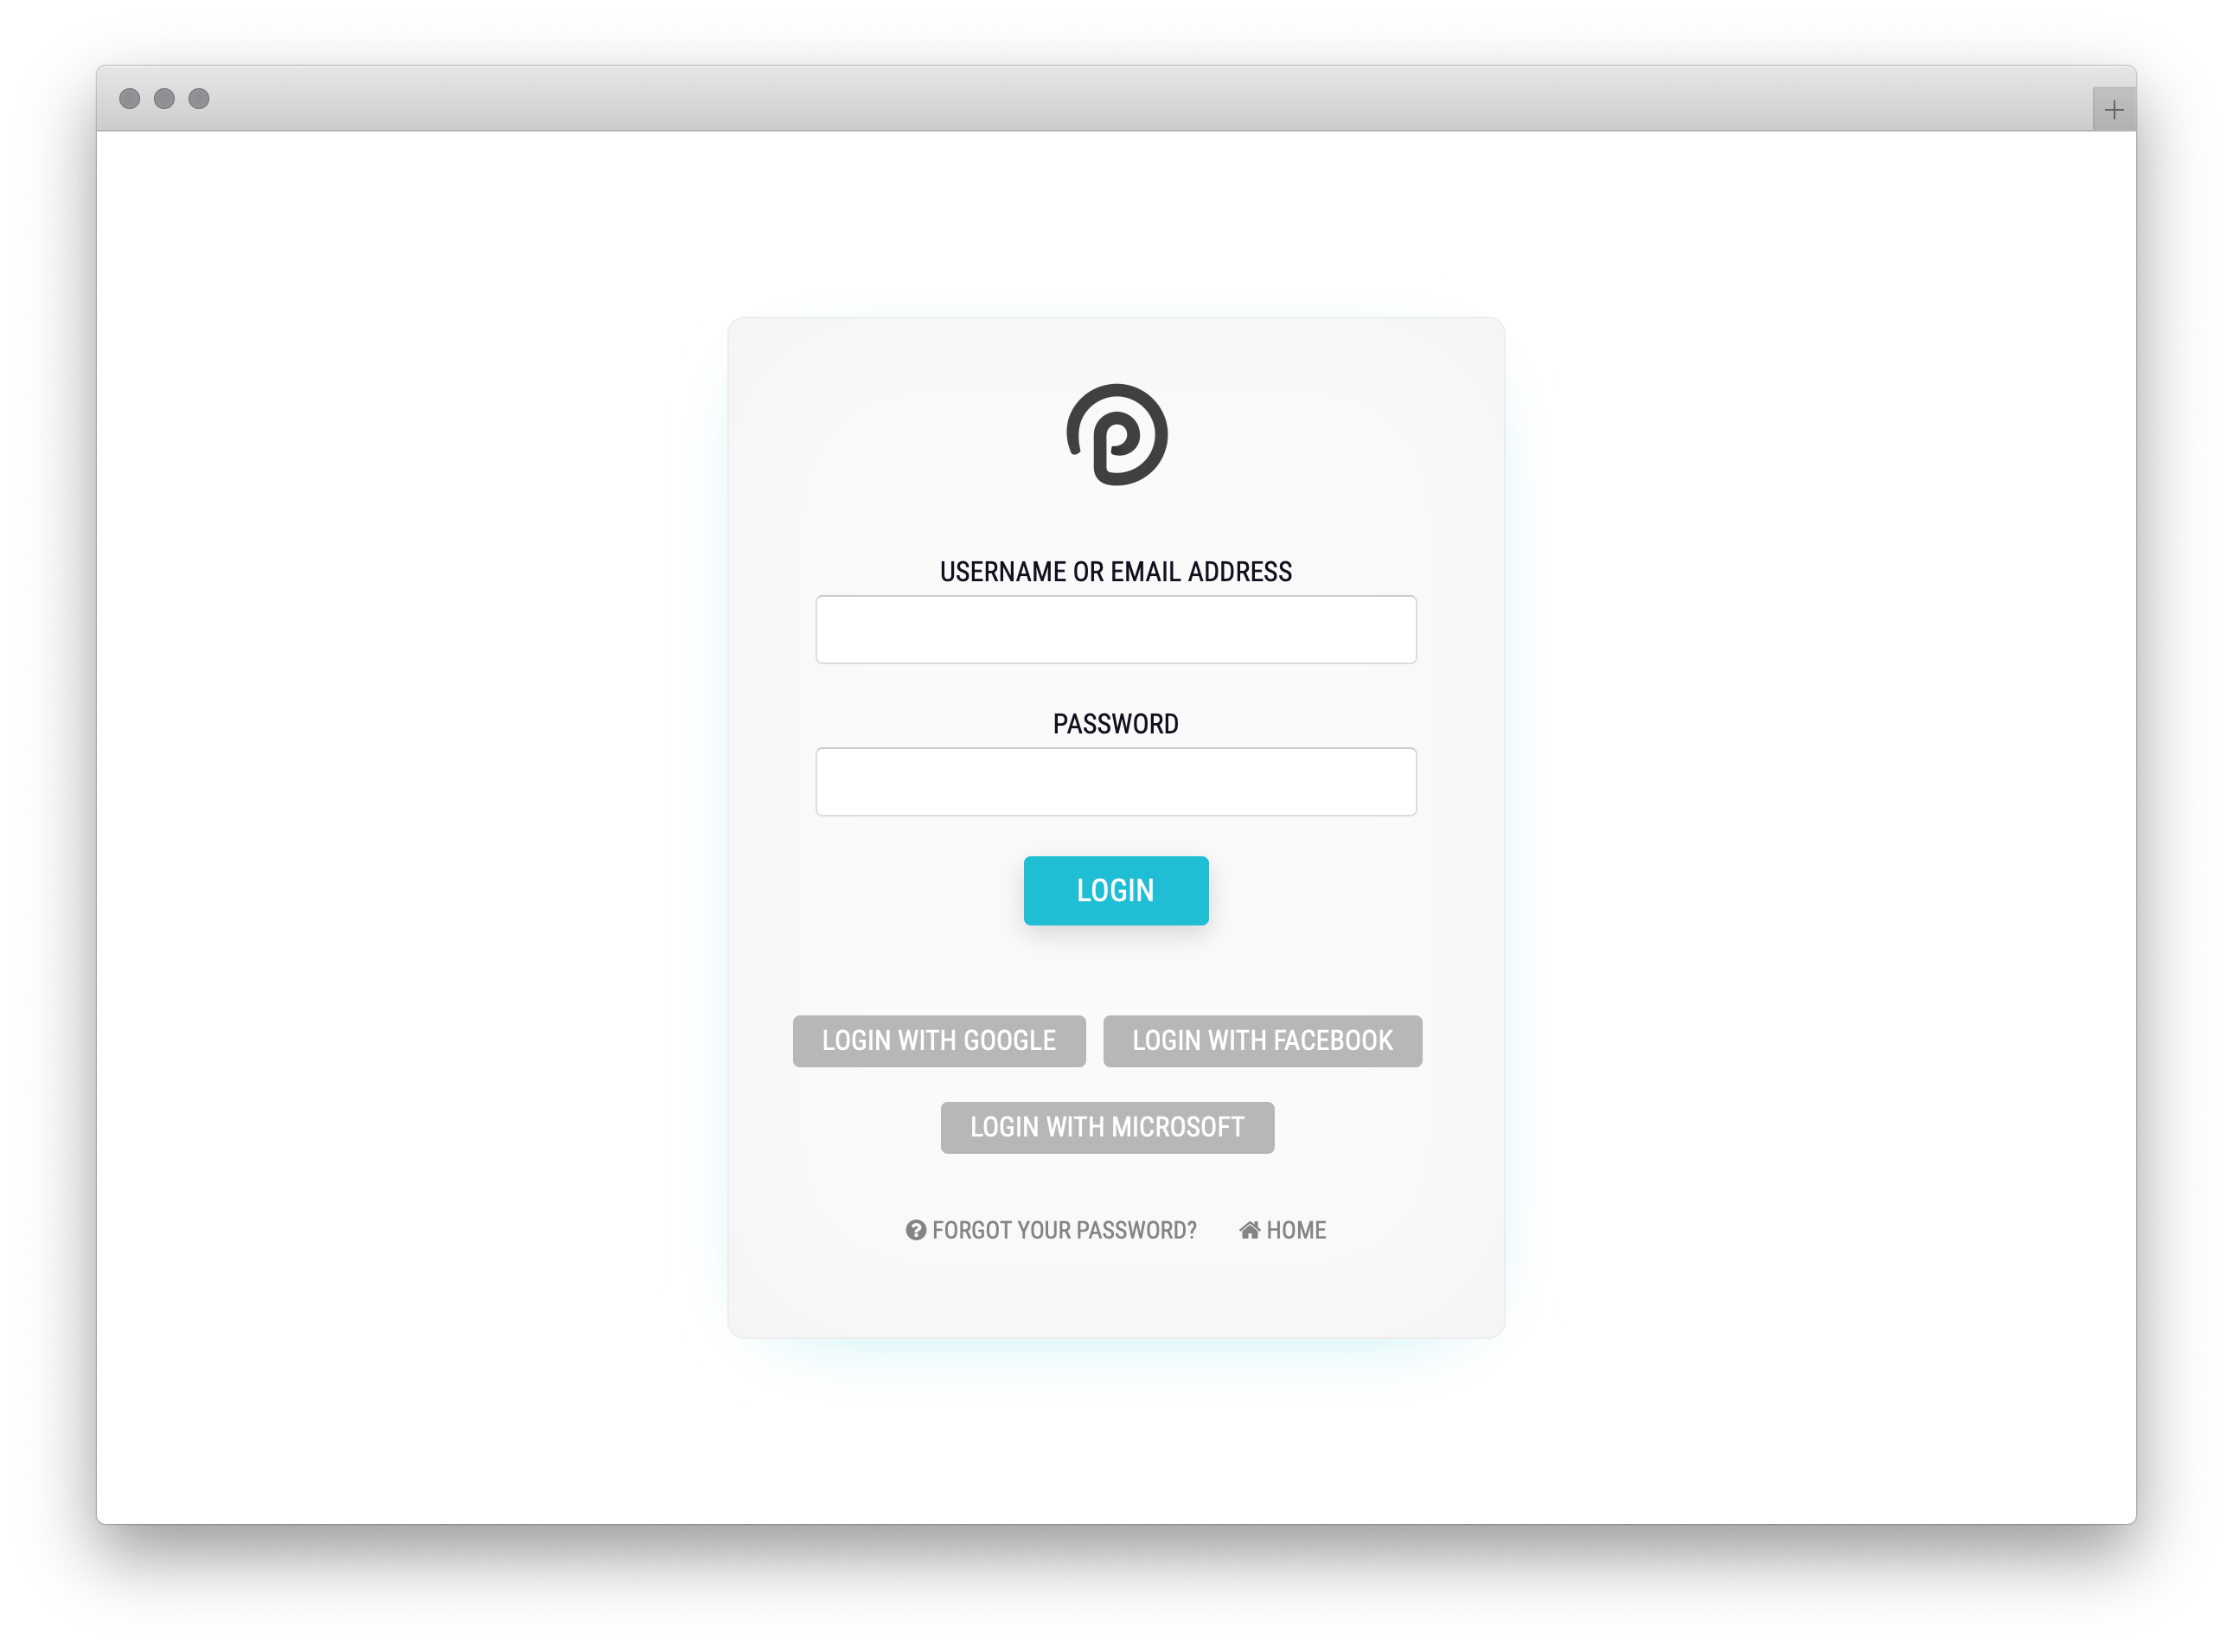 USERNAME OR EMAIL ADDRESS
PASSWORD
LOGIN
LOGIN WITH GOOGLE
LOGIN WITH FACEBOOK
LOGIN WITH MICROSOFT
FORGOT YOUR PASSWORD?
HOME